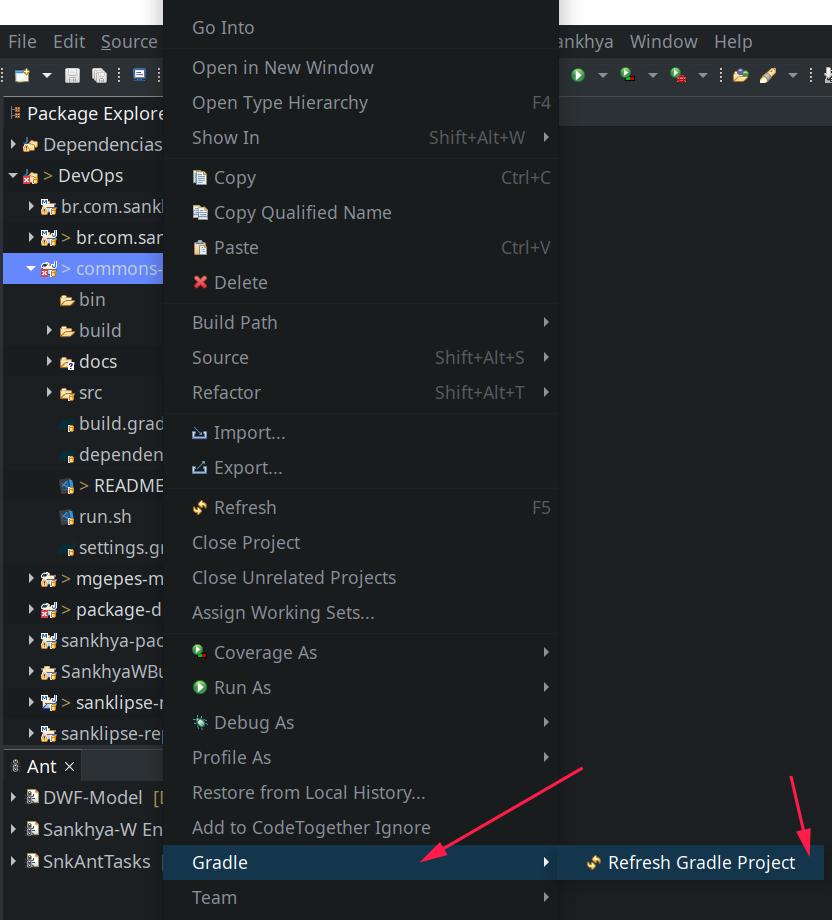 File Edit Source
ankhya Window Help
Package Explore
Dependencias
> DevOps
br.com.sank
> br.com.sar
> commons-
bin
build
docs
src
build.grad
dependen
> README
run.sh
settings.gr
> mgepes-m
> package-d
sankhya-pac
SankhyaWBu
> sanklipse-r
sanklipse-rep
Ant
DWF-Model
Sankhya-W En
SnkAntTasks
Go Into
Open in New Window
Open Type Hierarchy F4
Show In Shift+Alt+W
Copy Ctrl+C
Copy Qualified Name
Paste Ctrl+V
Delete
Build Path
Source Shift+Alt+S
Refactor Shift+Alt+T
Import...
Export...
Refresh F5
Close Project
Close Unrelated Projects
Assign Working Sets...
Coverage As
Run As
Debug As
Profile As
Restore from Local History...
Add to CodeTogether Ignore
Gradle
Refresh Gradle Project
Team